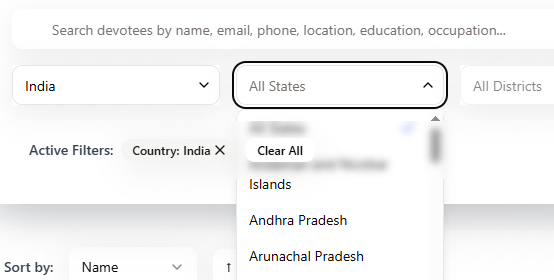 Search devotees by name, email, phone, location, education, occupation...
India
All States
All Districts
Active Filters:
Country: India ×
Clear All
Islands
Andhra Pradesh
Arunachal Pradesh
Sort by:
Name
↑